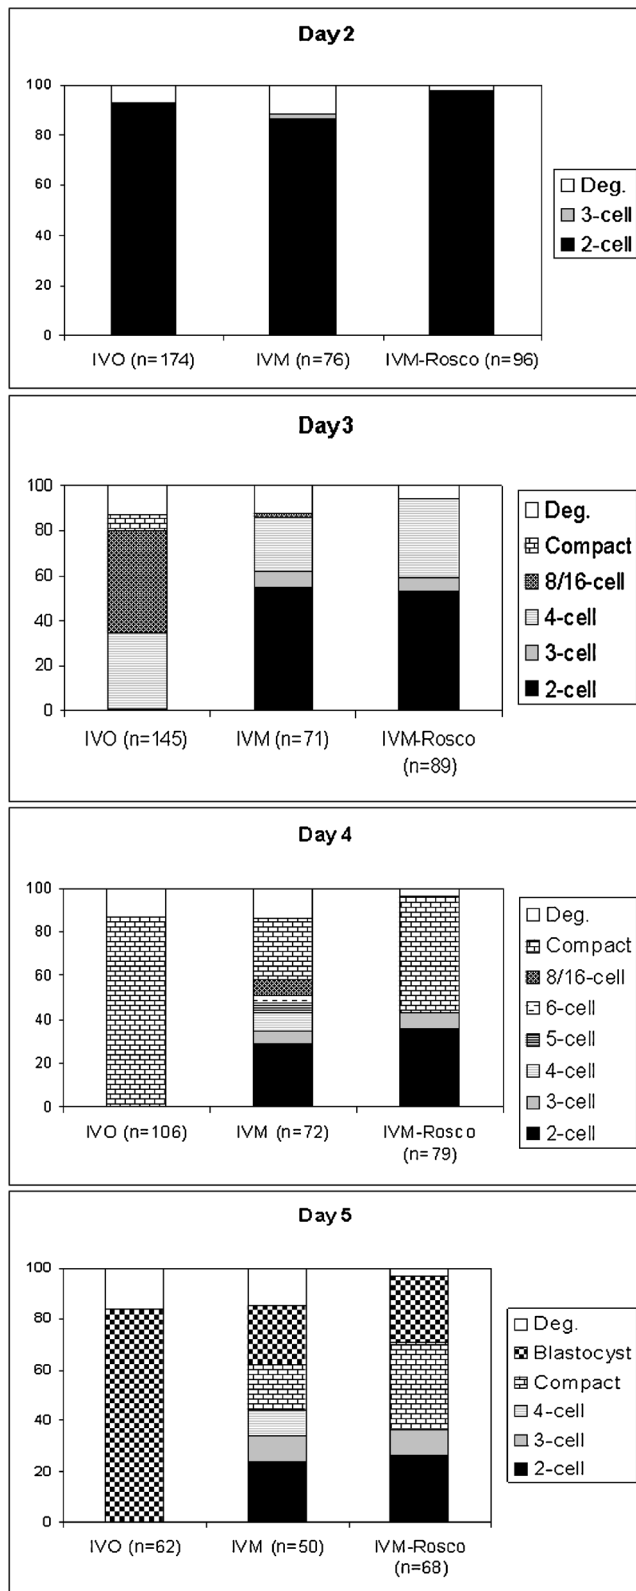 Day 2
100
80
60
40
20
0
IVO (n=174)
IVM (n=76)
IVM-Rosco (n=96)
Deg.
3-cell
2-cell
Day3
100
80
60
40
20
0
IVO (n=145)
IVM (n=71)
IVM-Rosco
(n=89)
Deg.
Compact
8/16-cell
4-cell
3-cell
2-cell
Day 4
100
80
60
40
20
0
IVO (n=106)
IVM (n=72)
IVM-Rosco
(n=79)
Deg.
Compact
8/16-cell
6-cell
5-cell
4-cell
3-cell
2-cell
Day 5
100
80
60
40
20
0
IVO (n=62)
IVM (n=50)
IVM-Rosco
(n=68)
Deg.
Blastocyst
Compact
4-cell
3-cell
2-cell